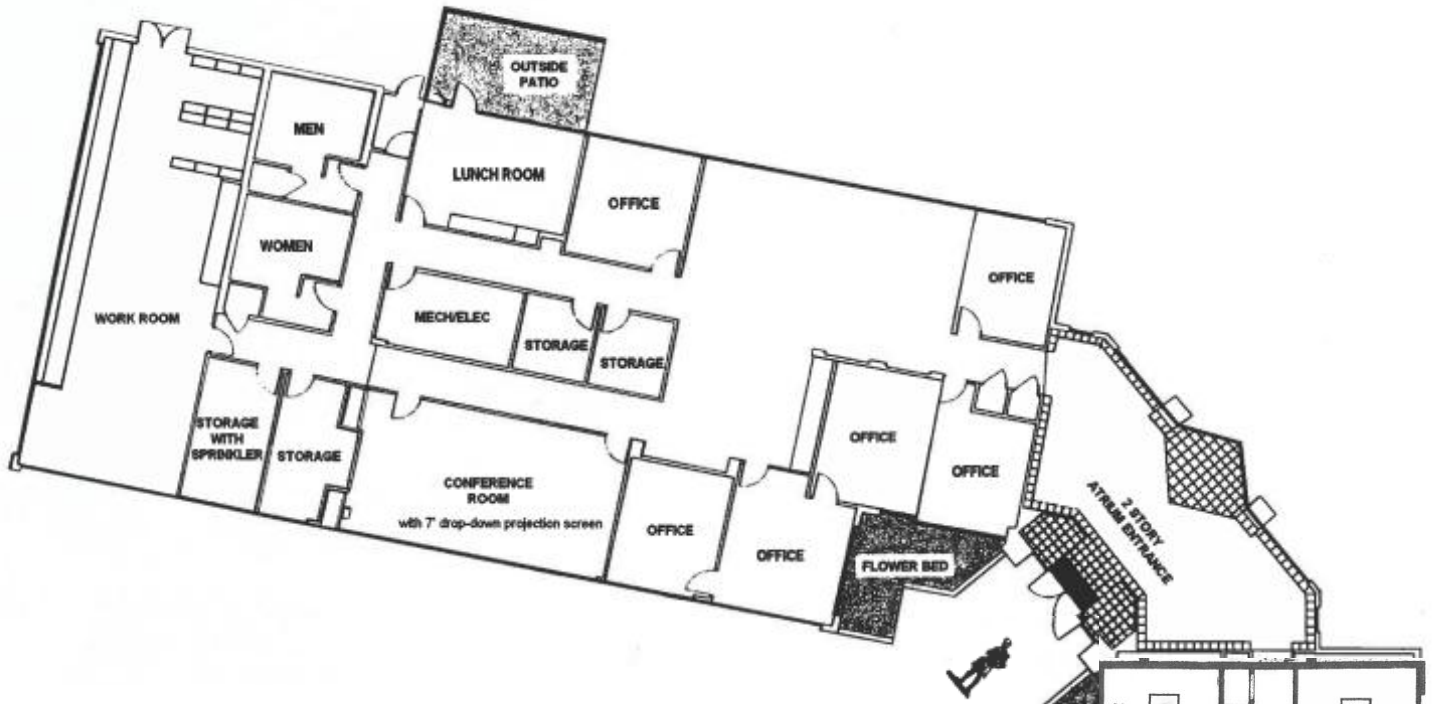 OUTSIDE
PATIO
MEN
LUNCH ROOM
OFFICE
WOMEN
OFFICE
WORK ROOM
MECH/ELEC
STORAGE
STORAGE
STORAGE
WITH
SPRINKLER
STORAGE
OFFICE
OFFICE
CONFERENCE
ROOM
with 7' drop-down projection screen
OFFICE
OFFICE
FLOWER BED
2 STORY
ATRIUM ENTRANCE